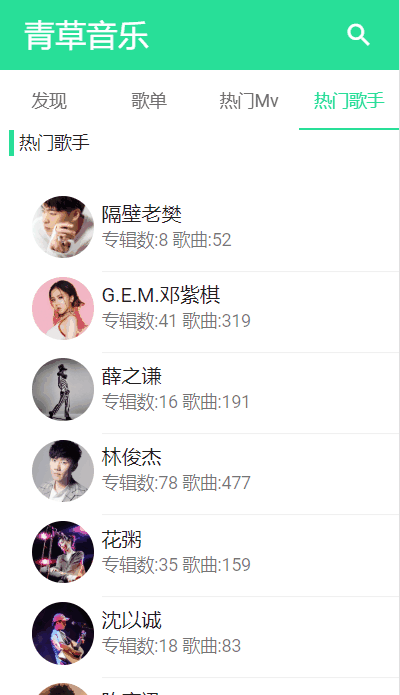 青草音乐
发现 歌单 热门Mv 热门歌手
热门歌手
隔壁老樊
专辑数:8 歌曲:52
G.E.M.邓紫棋
专辑数:41 歌曲:319
薛之谦
专辑数:16 歌曲:191
林俊杰
专辑数:78 歌曲:477
花粥
专辑数:35 歌曲:159
沈以诚
专辑数:18 歌曲:83